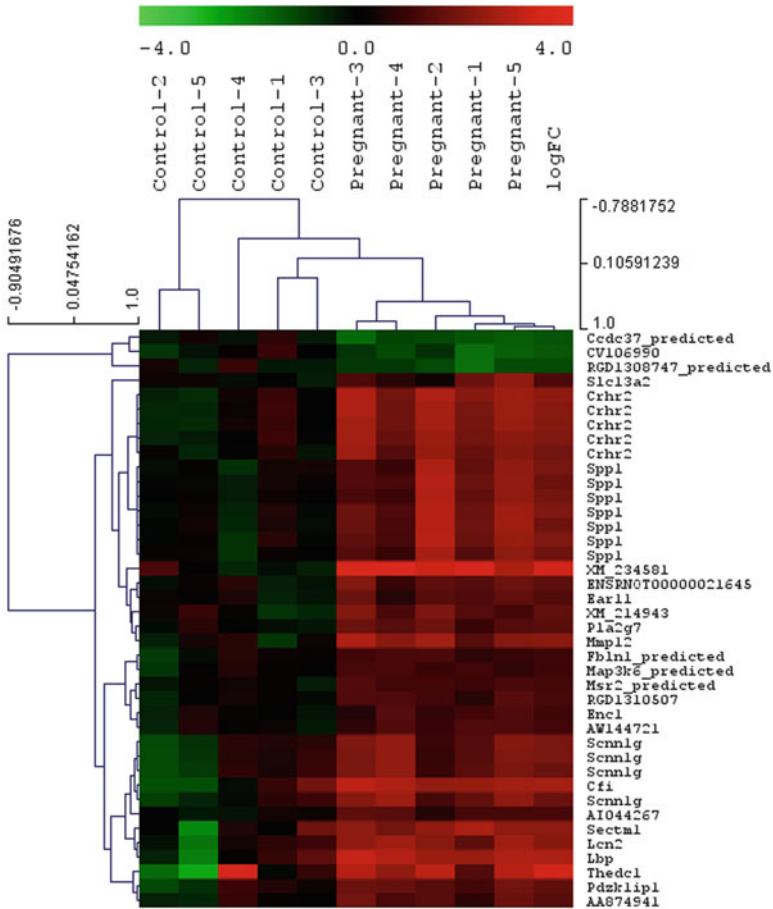 -4.0 0.0 4.0
Control-2
Control-5
Control-4
Control-1
Control-3
Pregnant-3
Pregnant-4
Pregnant-2
Pregnant-1
Pregnant-5
logFC
-0.7881752
0.10591239
1.0
-0.90491676
0.04754162
1.0
Ccdc37_predicted
CV106990
RGD1308747_predicted
Slc13a2
Crhr2
Crhr2
Crhr2
Crhr2
Crhr2
Spp1
Spp1
Spp1
Spp1
Spp1
Spp1
Spp1
XM_234581
ENSRNOT00000021645
Ear11
XM_214943
Pla2g7
Mmp12
Fbln1_predicted
Map3k6_predicted
Msr2_predicted
RGD1310507
Enc1
AW144721
Scnn1g
Scnn1g
Scnn1g
Cfi
Scnn1g
AI044267
Sectm1
Lcn2
Lbp
Thedc1
Pdzk1ip1
AA874941